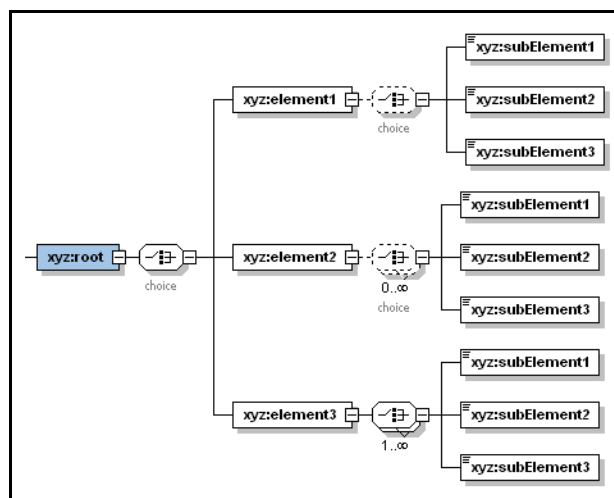 xyz:subElement1
xyz:element1
xyz:subElement2
choice
xyz:subElement3
xyz:subElement1
xyz:root
xyz:element2
xyz:subElement2
choice
0..∞
choice
xyz:subElement3
xyz:subElement1
xyz:element3
xyz:subElement2
1..∞
xyz:subElement3